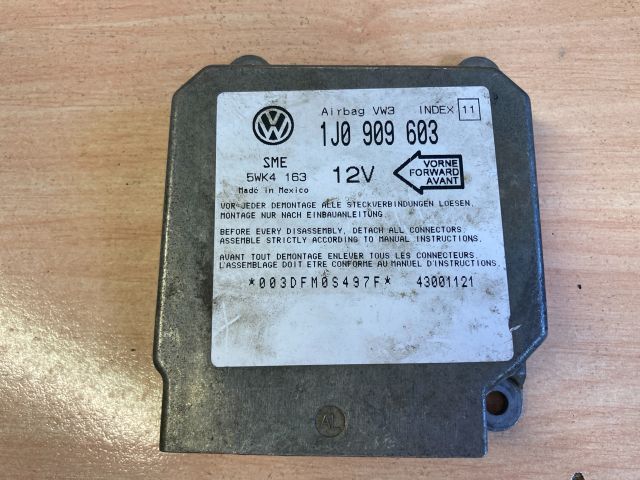 Airbag VW3 INDEX 11
1J0 909 603
SME
5WK4 163 12V
Made in Mexico
VORNE
FORWARD
AVANT
VOR JEDER DEMONTAGE ALLE STECKVERBINDUNGEN LOESEN,
MONTAGE NUR NACH EINBAUANLEITUNG.
BEFORE EVERY DISASSEMBLY, DETACH ALL CONNECTORS.
ASSEMBLE STRICTLY ACCORDING TO MANUAL INSTRUCTIONS.
AVANT TOUT DEMONTAGE ENLEVER TOUS LES CONNECTEURS.
L'ASSEMBLAGE DOIT ETRE CONFORME AU MANUEL D'INSTRUCTIONS.
*003DFM0S497F* 43001121
AL